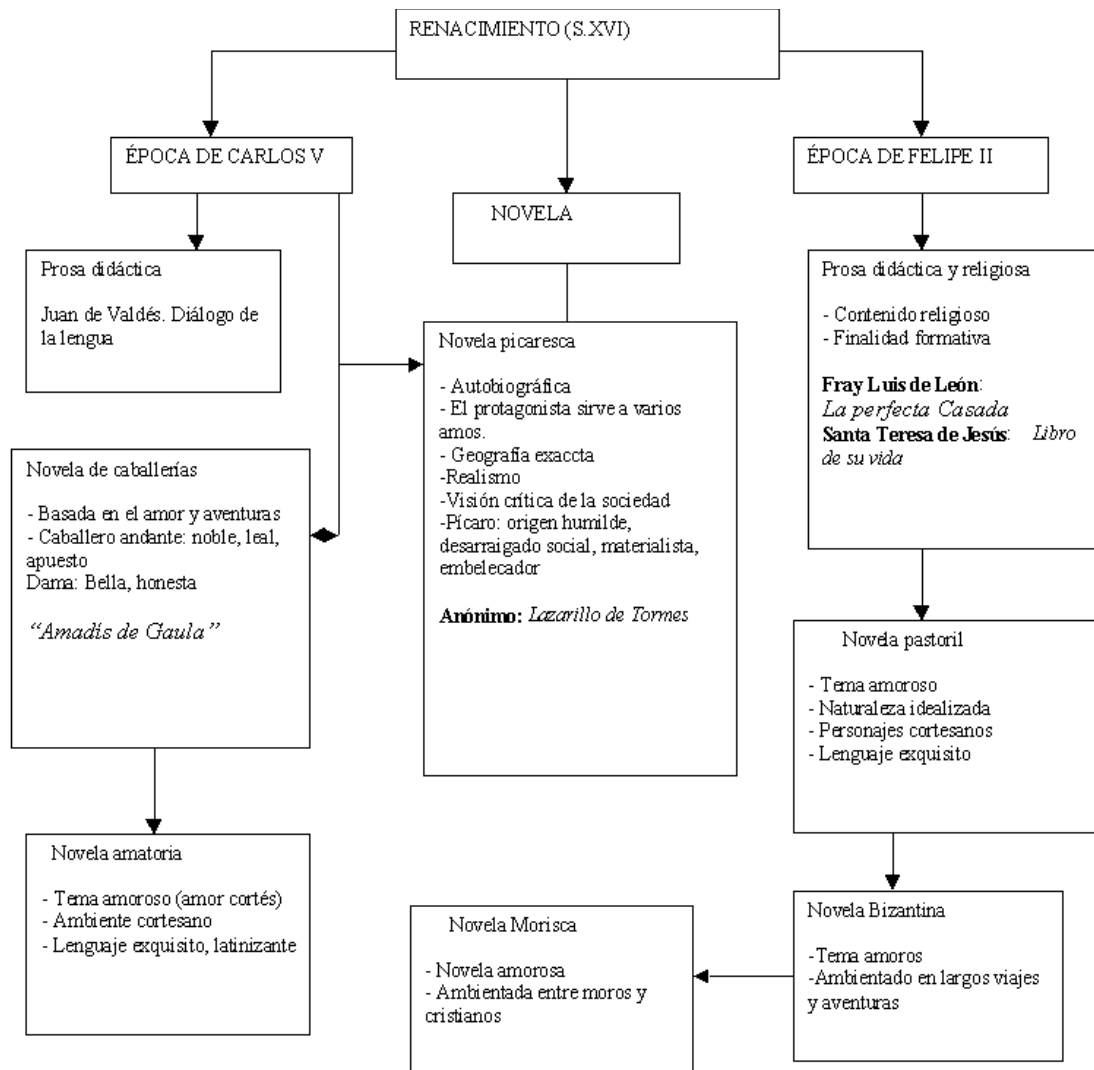 RENACIMIENTO (S.XVI)
ÉPOCA DE CARLOS V
Prosa didáctica
Juan de Valdés. Diálogo de
la lengua
Novela de caballerías
- Basada en el amor y aventuras
- Caballero andante: noble, leal,
apuesto
Dama: Bella, honesta
“Amadís de Gaula”
Novela amatoria
- Tema amoroso (amor cortés)
- Ambiente cortesano
- Lenguaje exquisito, latinizante
NOVELA
Novela picaresca
- Autobiográfica
- El protagonista sirve a varios
amos.
- Geografía exaccta
-Realismo
-Visión crítica de la sociedad
-Pícaro: origen humilde,
desarraigado social, materialista,
embelecador
Anónimo: Lazarillo de Tormes
ÉPOCA DE FELIPE II
Prosa didáctica y religiosa
- Contenido religioso
- Finalidad formativa
Fray Luis de León:
La perfecta Casada
Santa Teresa de Jesús: Libro
de su vida
Novela pastoril
- Tema amoroso
- Naturaleza idealizada
- Personajes cortesanos
- Lenguaje exquisito
Novela Bizantina
-Tema amoros
-Ambientado en largos viajes
y aventuras
Novela Morisca
- Novela amorosa
- Ambientada entre moros y
cristianos